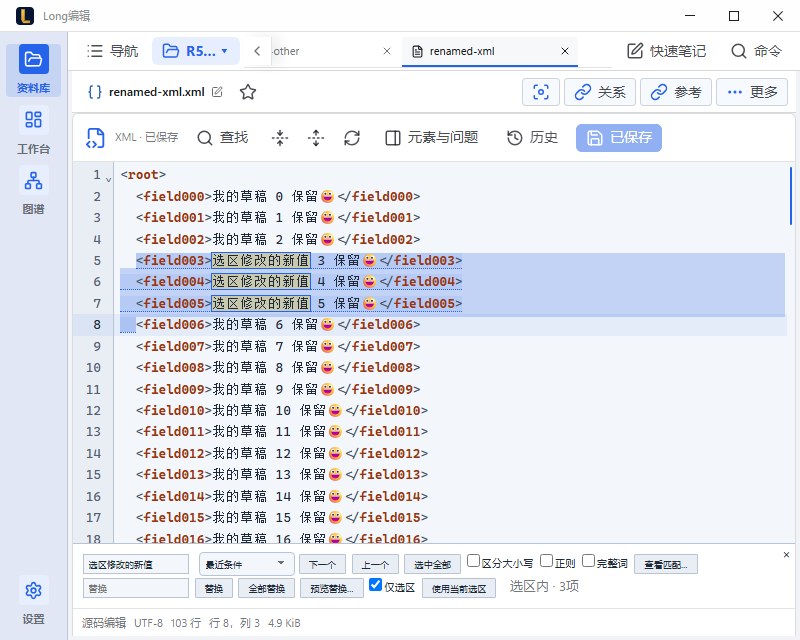 Long编辑
导航
R5...
-other
renamed-xml
快速笔记
命令
资料库
工作台
图谱
设置
renamed-xml.xml
关系
参考
更多
XML · 已保存
查找
元素与问题
历史
已保存
1 <root>
2 <field000>我的草稿 0 保留😀</field000>
3 <field001>我的草稿 1 保留😀</field001>
4 <field002>我的草稿 2 保留😀</field002>
5 <field003>选区修改的新值 3 保留😀</field003>
6 <field004>选区修改的新值 4 保留😀</field004>
7 <field005>选区修改的新值 5 保留😀</field005>
8 <field006>我的草稿 6 保留😀</field006>
9 <field007>我的草稿 7 保留😀</field007>
10 <field008>我的草稿 8 保留😀</field008>
11 <field009>我的草稿 9 保留😀</field009>
12 <field010>我的草稿 10 保留😀</field010>
13 <field011>我的草稿 11 保留😀</field011>
14 <field012>我的草稿 12 保留😀</field012>
15 <field013>我的草稿 13 保留😀</field013>
16 <field014>我的草稿 14 保留😀</field014>
17 <field015>我的草稿 15 保留😀</field015>
18 <field016>我的草稿 16 保留😀</field016>
选区修改的新值 最近条件 下一个 上一个 选中全部 区分大小写 正则 完整词 查看匹配...
替换 替换 全部替换 预览替换... 仅选区 使用当前选区 选区内 · 3项
源码编辑 UTF-8 103 行 行 8，列 3 4.9 KiB